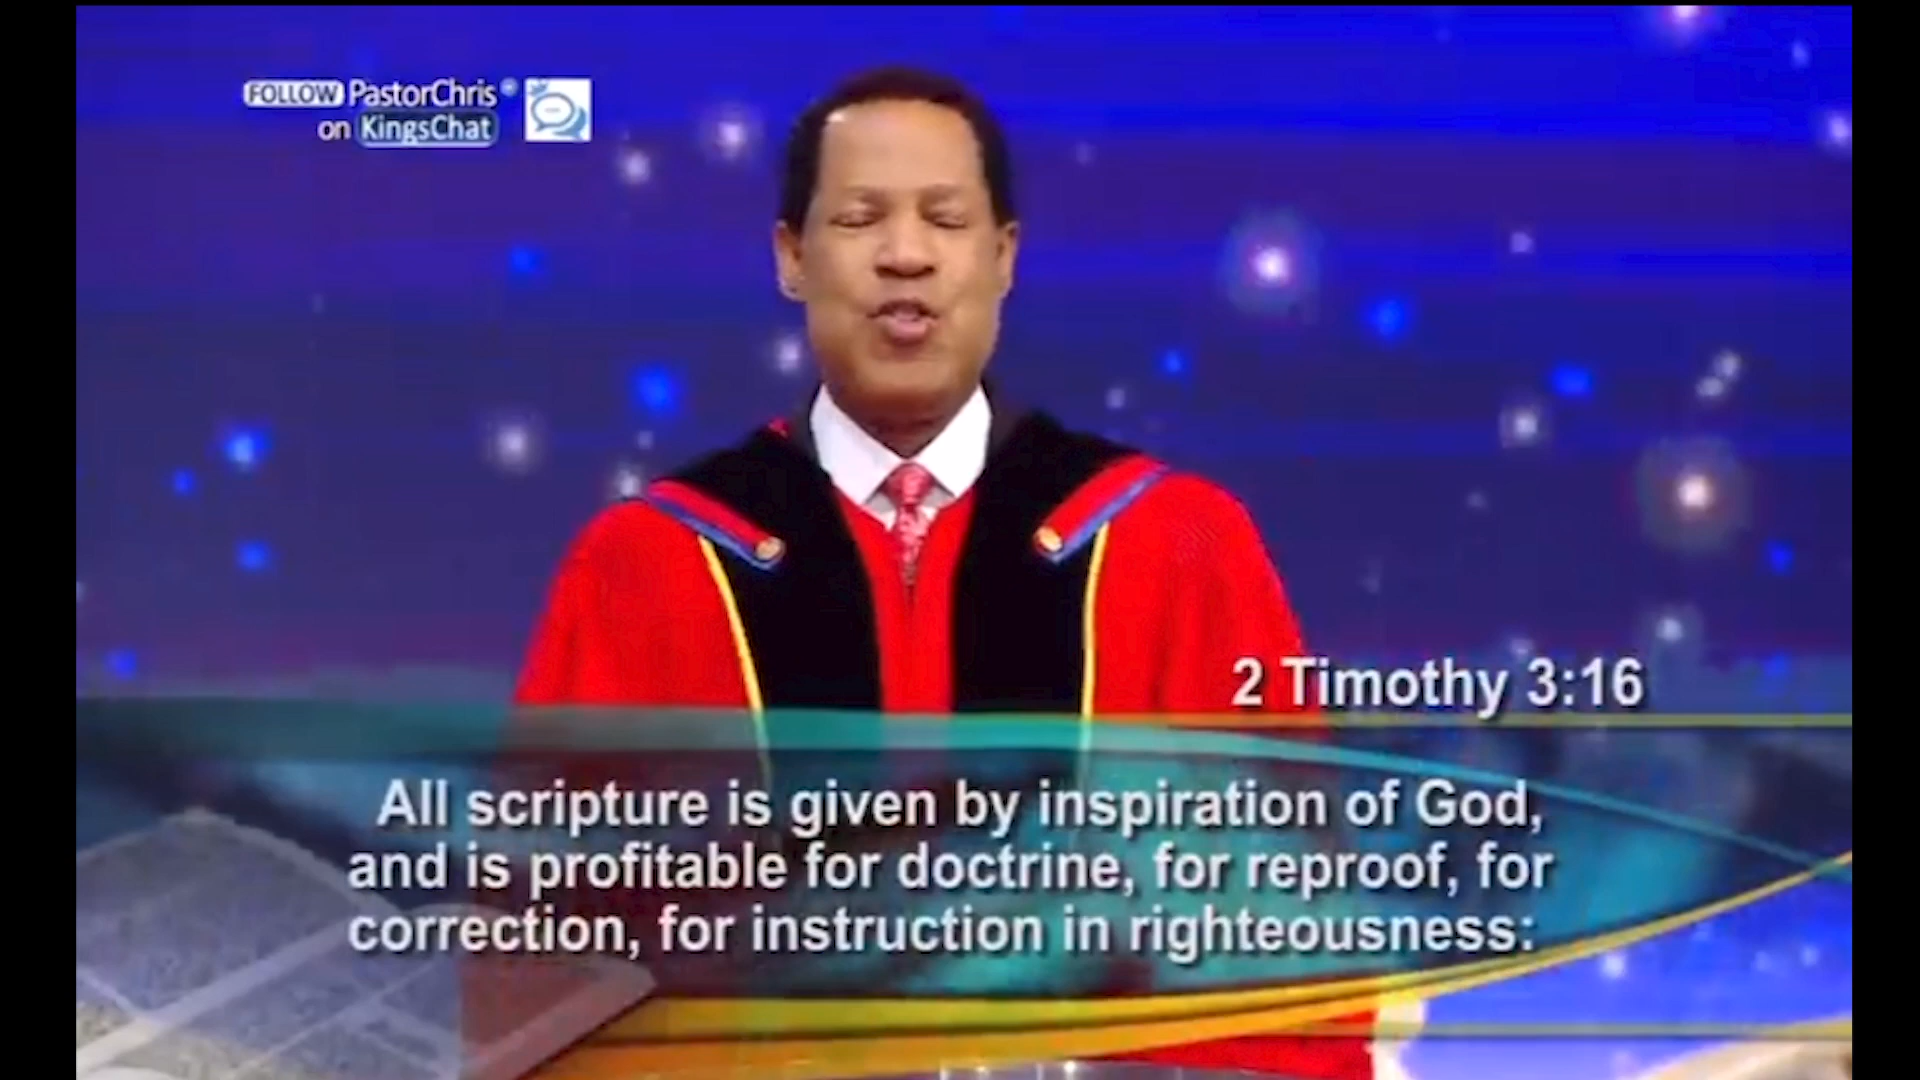 FOLLOW PastorChris®
on KingsChat
2 Timothy 3:16
All scripture is given by inspiration of God,
and is profitable for doctrine, for reproof, for
correction, for instruction in righteousness: